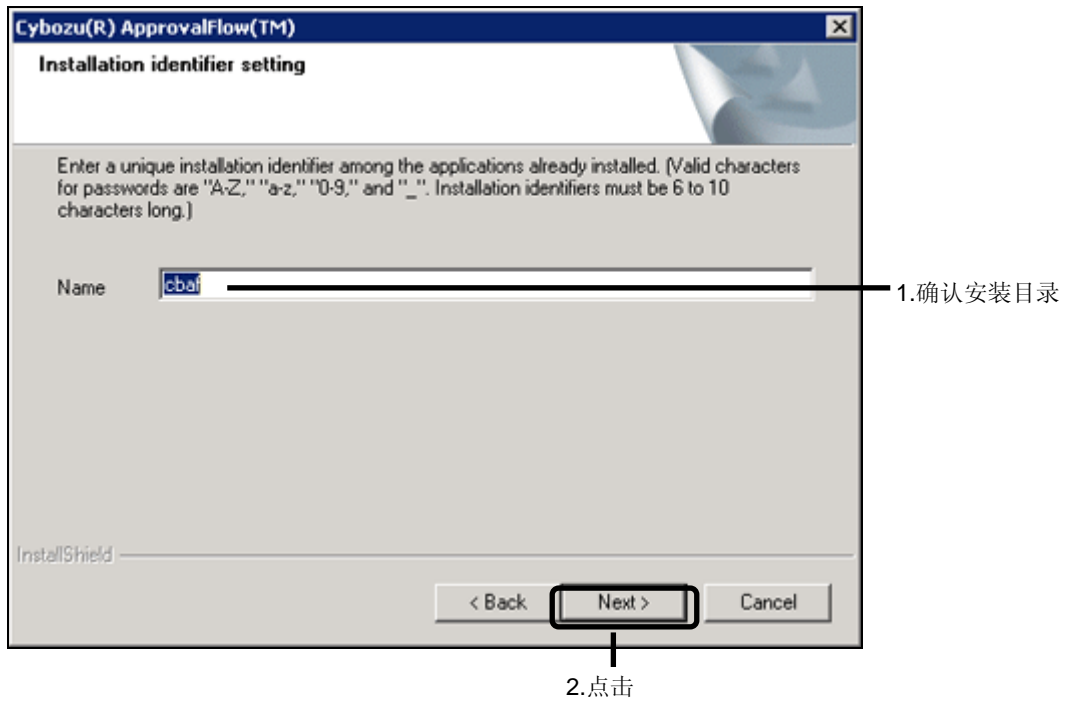 Cybozu(R) ApprovalFlow(TM)
Installation identifier setting
Enter a unique installation identifier among the applications already installed. (Valid characters
for passwords are "A-Z," "a-z," "0-9," and "_". Installation identifiers must be 6 to 10
characters long.)
Name cbaf
1.确认安装目录
InstallShield
< Back Next > Cancel
2.点击